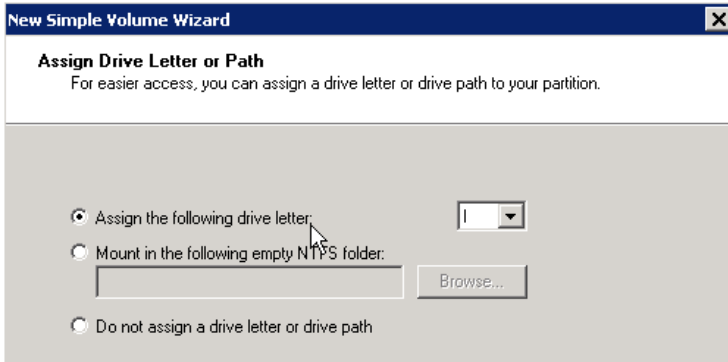 New Simple Volume Wizard
Assign Drive Letter or Path
For easier access, you can assign a drive letter or drive path to your partition.
Assign the following drive letter: I
Mount in the following empty NTFS folder:
Browse...
Do not assign a drive letter or drive path